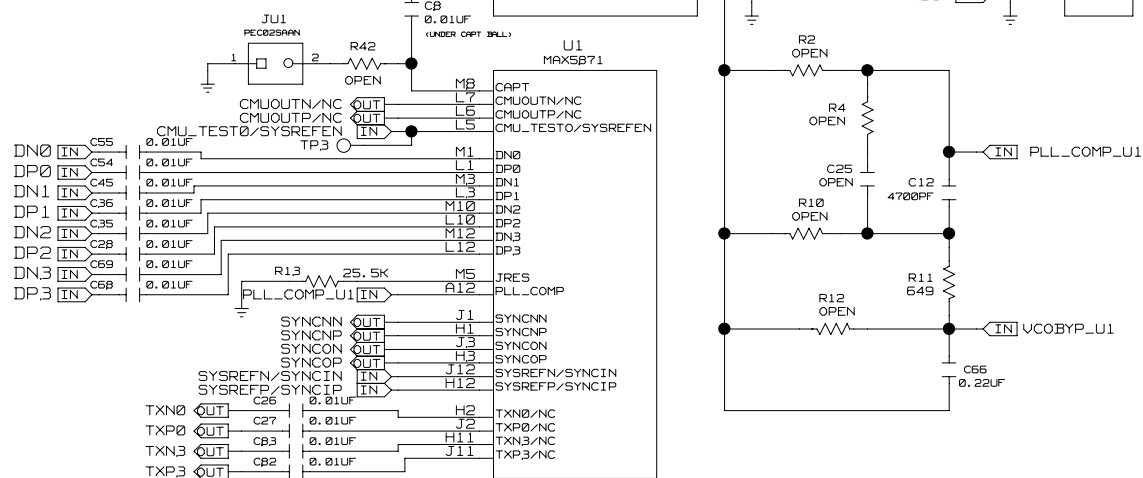 C8
0.01UF
(UNDER CAPT BALL)
JU1
PEC02SAAN
1
2
R42
OPEN
U1
MAX5871
M8 CAPT
CMUOUTN/NC OUT L7 CMUOUTN/NC
CMUOUTP/NC OUT L6 CMUOUTP/NC
CMU_TEST0/SYSREFEN IN L5 CMU_TEST0/SYSREFEN
TP3
DN0 IN C55 0.01UF M1 DN0
DP0 IN C54 0.01UF L1 DP0
DN1 IN C45 0.01UF M3 DN1
DP1 IN C36 0.01UF L3 DP1
DN2 IN C35 0.01UF M10 DN2
DP2 IN C28 0.01UF L10 DP2
DN3 IN C69 0.01UF M12 DN3
DP3 IN C68 0.01UF L12 DP3
R13 25.5K M5 JRES
PLL_COMP_U1 IN A12 PLL_COMP
SYNCNN OUT J1 SYNCNN
SYNCNP OUT H1 SYNCNP
SYNCON OUT J3 SYNCON
SYNCOP OUT H3 SYNCOP
SYSREFN/SYNCIN IN J12 SYSREFN/SYNCIN
SYSREFP/SYNCIP IN H12 SYSREFP/SYNCIP
TXN0 OUT C26 0.01UF H2 TXN0/NC
TXP0 OUT C27 0.01UF J2 TXP0/NC
TXN3 OUT C83 0.01UF H11 TXN3/NC
TXP3 OUT C82 0.01UF J11 TXP3/NC
R2
OPEN
R4
OPEN
IN PLL_COMP_U1
C25
OPEN
C12
4700PF
R10
OPEN
R11
649
R12
OPEN
IN VCOBYP_U1
C66
0.22UF